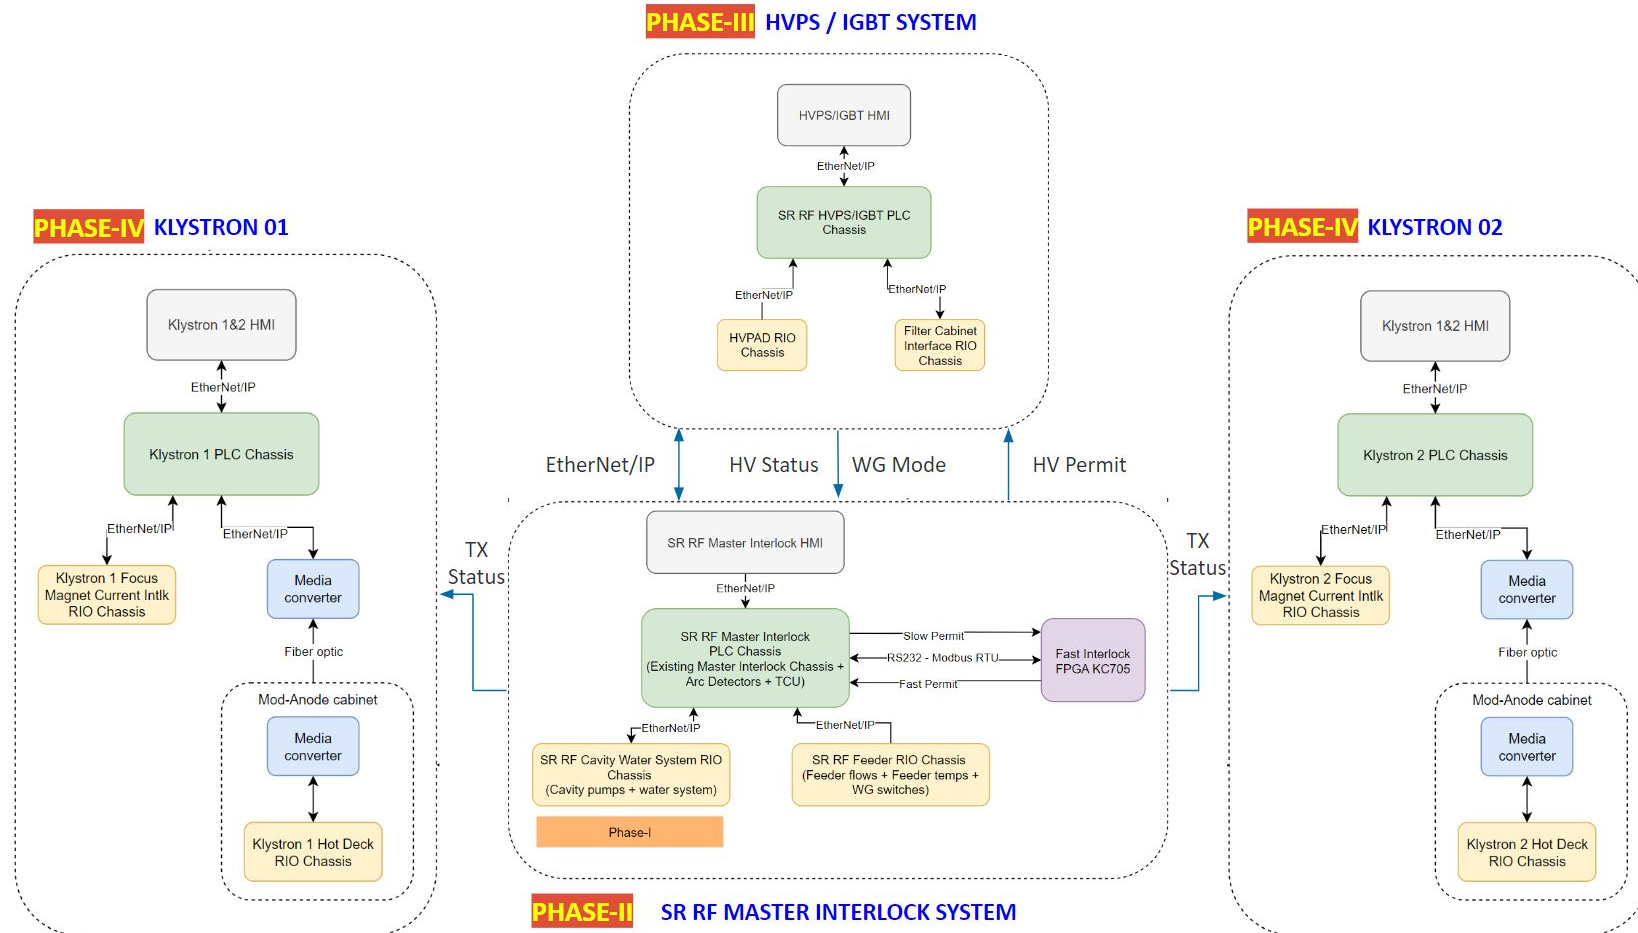 PHASE-III HVPS / IGBT SYSTEM
HVPS/IGBT HMI
EtherNet/IP
SR RF HVPS/IGBT PLC
Chassis
EtherNet/IP
EtherNet/IP
HVPAD RIO
Chassis
Filter Cabinet
Interface RIO
Chassis
PHASE-IV KLYSTRON 01
Klystron 1&2 HMI
EtherNet/IP
Klystron 1 PLC Chassis
EtherNet/IP
EtherNet/IP
Klystron 1 Focus
Magnet Current Intlk
RIO Chassis
Media
converter
Fiber optic
Mod-Anode cabinet
Media
converter
Klystron 1 Hot Deck
RIO Chassis
EtherNet/IP
HV Status
WG Mode
HV Permit
TX
Status
TX
Status
SR RF Master Interlock HMI
EtherNet/IP
SR RF Master Interlock
PLC Chassis
(Existing Master Interlock Chassis +
Arc Detectors + TCU)
Slow Permit
RS232 - Modbus RTU
Fast Permit
Fast Interlock
FPGA KC705
EtherNet/IP
EtherNet/IP
SR RF Cavity Water System RIO
Chassis
(Cavity pumps + water system)
SR RF Feeder RIO Chassis
(Feeder flows + Feeder temps +
WG switches)
Phase-I
PHASE-II SR RF MASTER INTERLOCK SYSTEM
PHASE-IV KLYSTRON 02
Klystron 1&2 HMI
EtherNet/IP
Klystron 2 PLC Chassis
EtherNet/IP
EtherNet/IP
Klystron 2 Focus
Magnet Current Intlk
RIO Chassis
Media
converter
Fiber optic
Mod-Anode cabinet
Media
converter
Klystron 2 Hot Deck
RIO Chassis